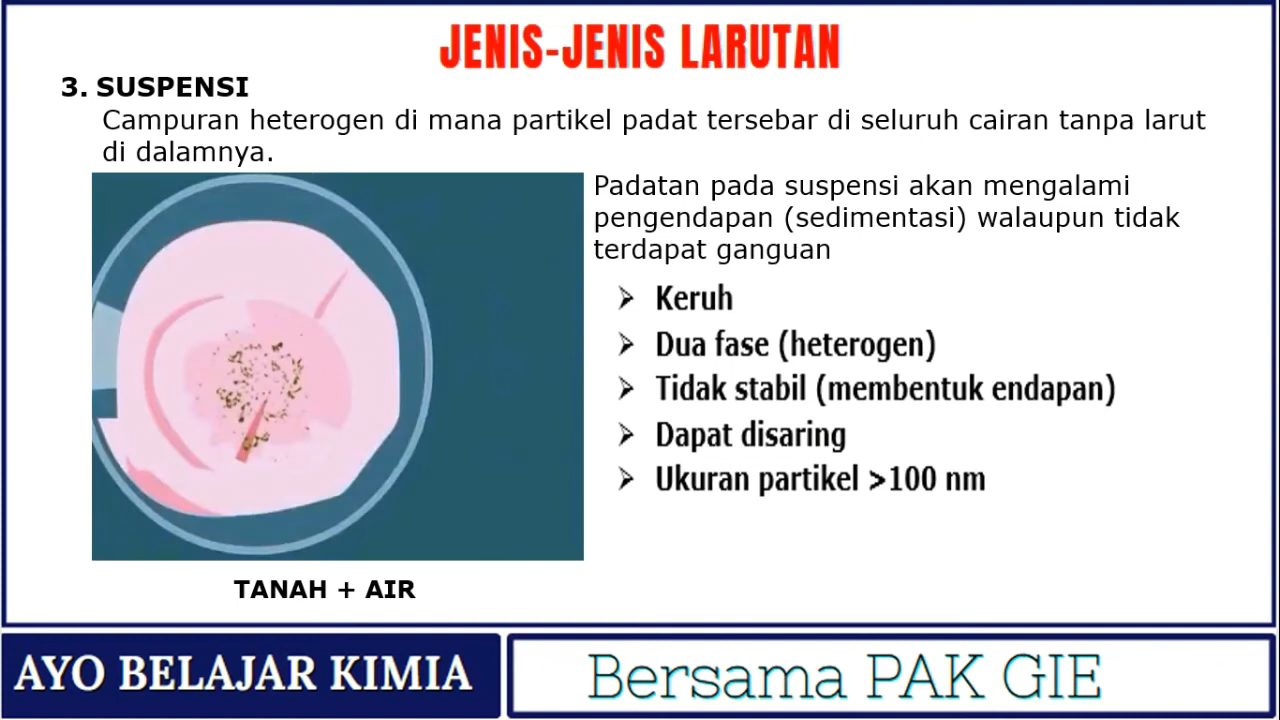 JENIS-JENIS LARUTAN
3. SUSPENSI
Campuran heterogen di mana partikel padat tersebar di seluruh cairan tanpa larut
di dalamnya.
Padatan pada suspensi akan mengalami
pengendapan (sedimentasi) walaupun tidak
terdapat ganguan
➢ Keruh
➢ Dua fase (heterogen)
➢ Tidak stabil (membentuk endapan)
➢ Dapat disaring
➢ Ukuran partikel >100 nm
TANAH + AIR
AYO BELAJAR KIMIA
Bersama PAK GIE